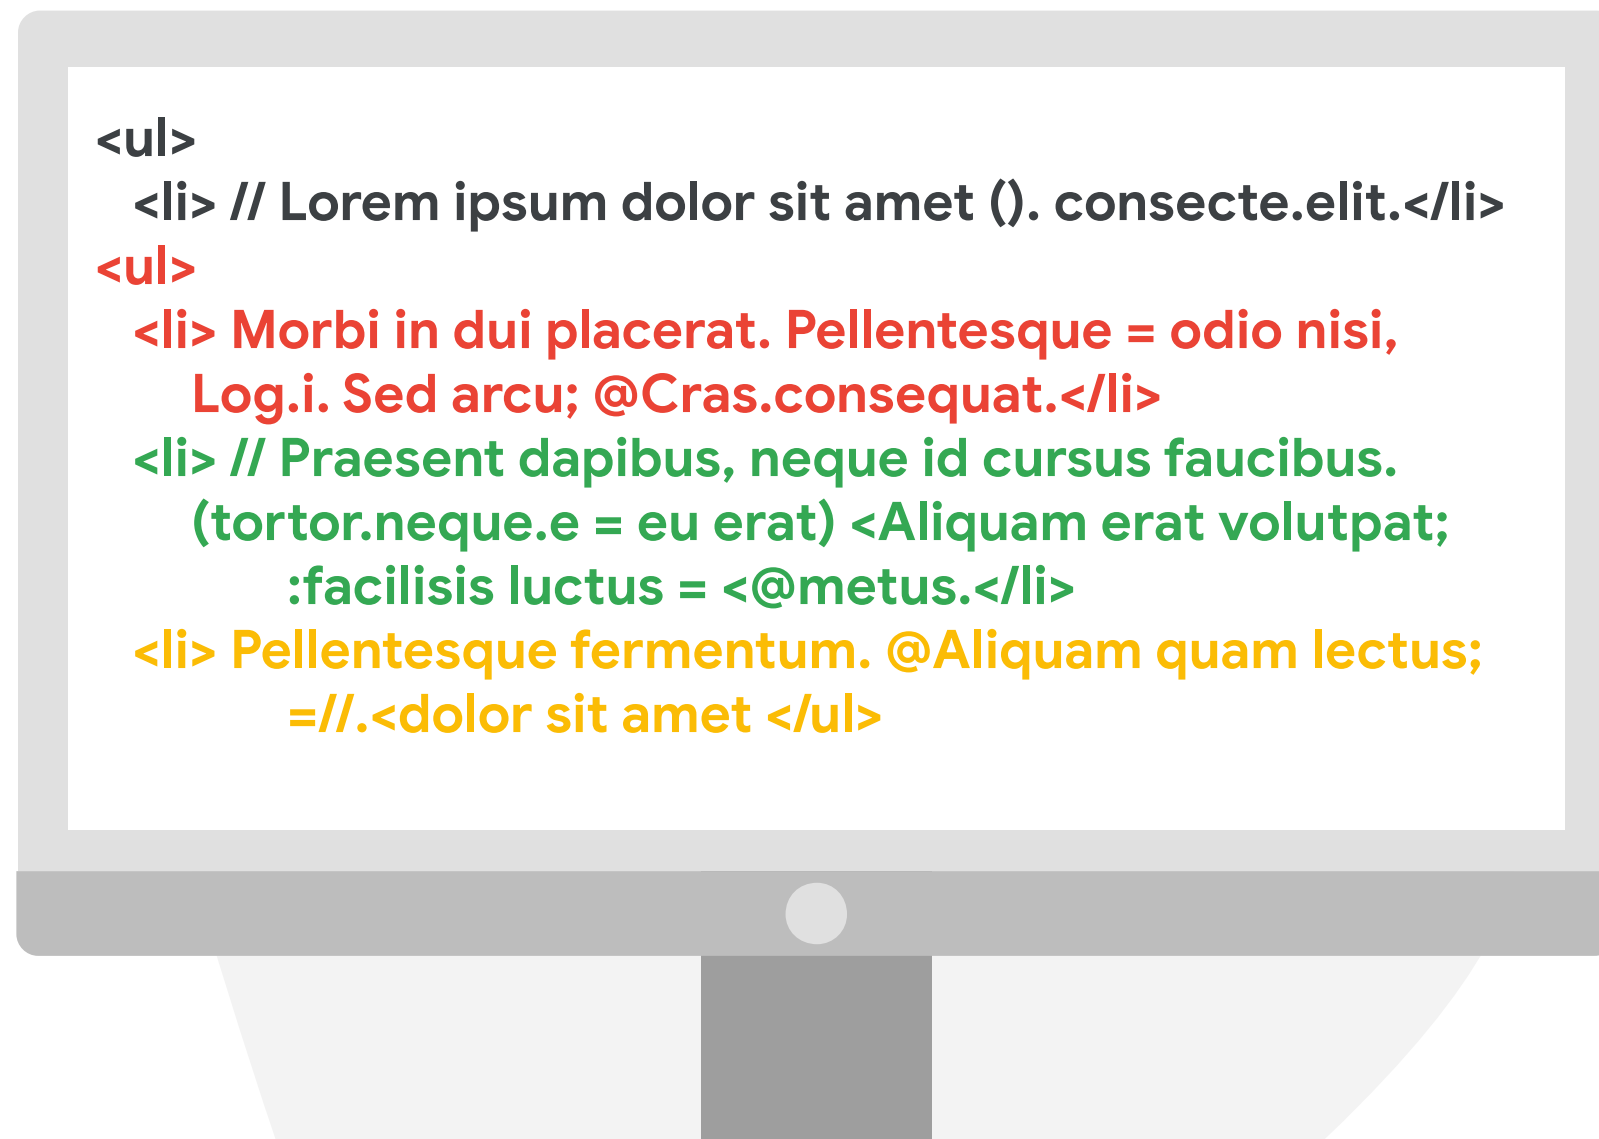 <ul>
<li> // Lorem ipsum dolor sit amet (). consecte.elit.</li>
<ul>
<li> Morbi in dui placerat. Pellentesque = odio nisi,
Log.i. Sed arcu; @Cras.consequat.</li>
<li> // Praesent dapibus, neque id cursus faucibus.
(tortor.neque.e = eu erat) <Aliquam erat volutpat;
:facilisis luctus = <@metus.</li>
<li> Pellentesque fermentum. @Aliquam quam lectus;
=//.<dolor sit amet </ul>